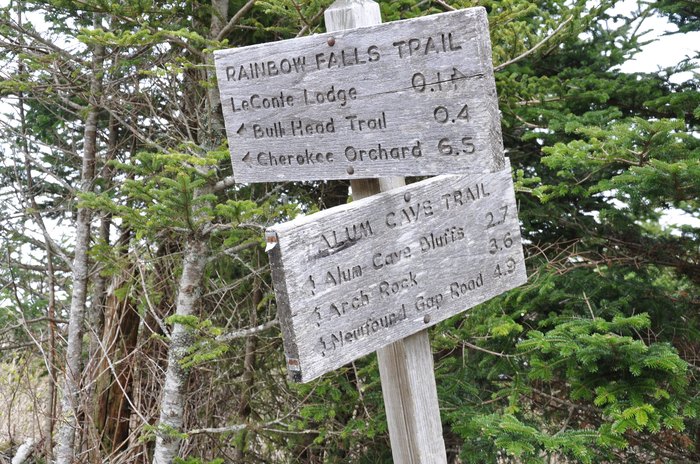 RAINBOW FALLS TRAIL
LeConte Lodge 0.1
Bull Head Trail 0.4
Cherokee Orchard 6.5
ALUM CAVE TRAIL
Alum Cave Bluffs 2.7
Arch Rock 3.6
Newfound Gap Road 4.9